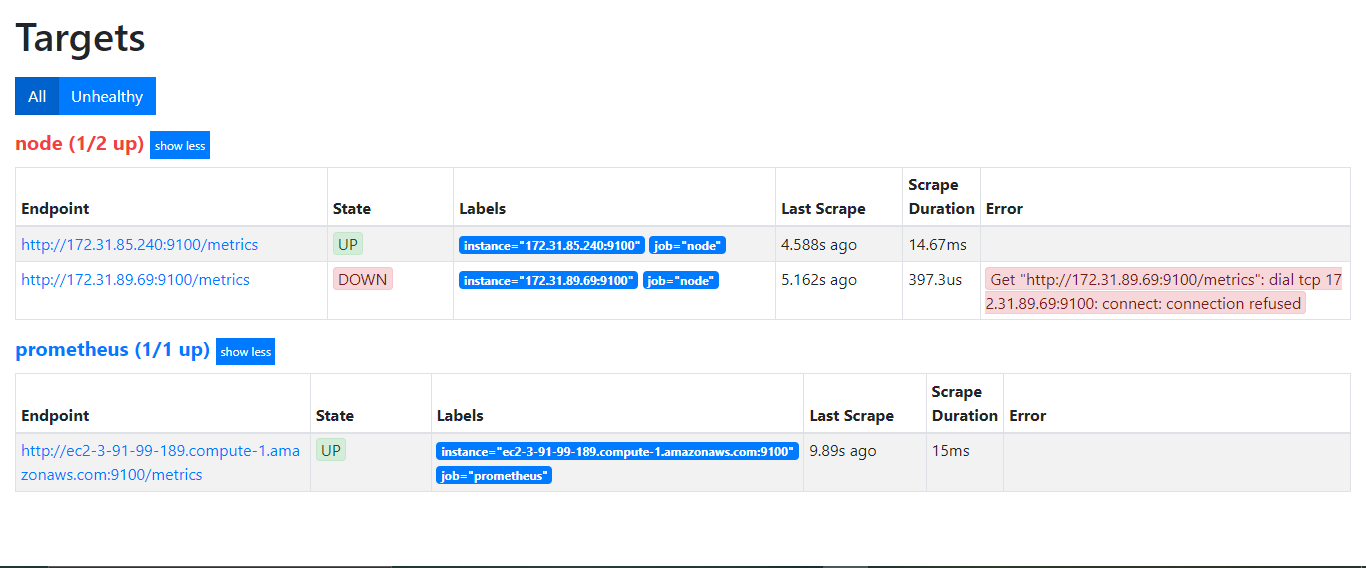 Targets
All Unhealthy
node (1/2 up) show less
Scrape
Endpoint State Labels Last Scrape Duration Error
http://172.31.85.240:9100/metrics UP instance="172.31.85.240:9100" job="node" 4.588s ago 14.67ms
http://172.31.89.69:9100/metrics DOWN instance="172.31.89.69:9100" job="node" 5.162s ago 397.3us Get "http://172.31.89.69:9100/metrics": dial tcp 17
2.31.89.69:9100: connect: connection refused
prometheus (1/1 up) show less
Scrape
Endpoint State Labels Last Scrape Duration Error
http://ec2-3-91-99-189.compute-1.ama UP instance="ec2-3-91-99-189.compute-1.amazonaws.com:9100" 9.89s ago 15ms
zonaws.com:9100/metrics job="prometheus"